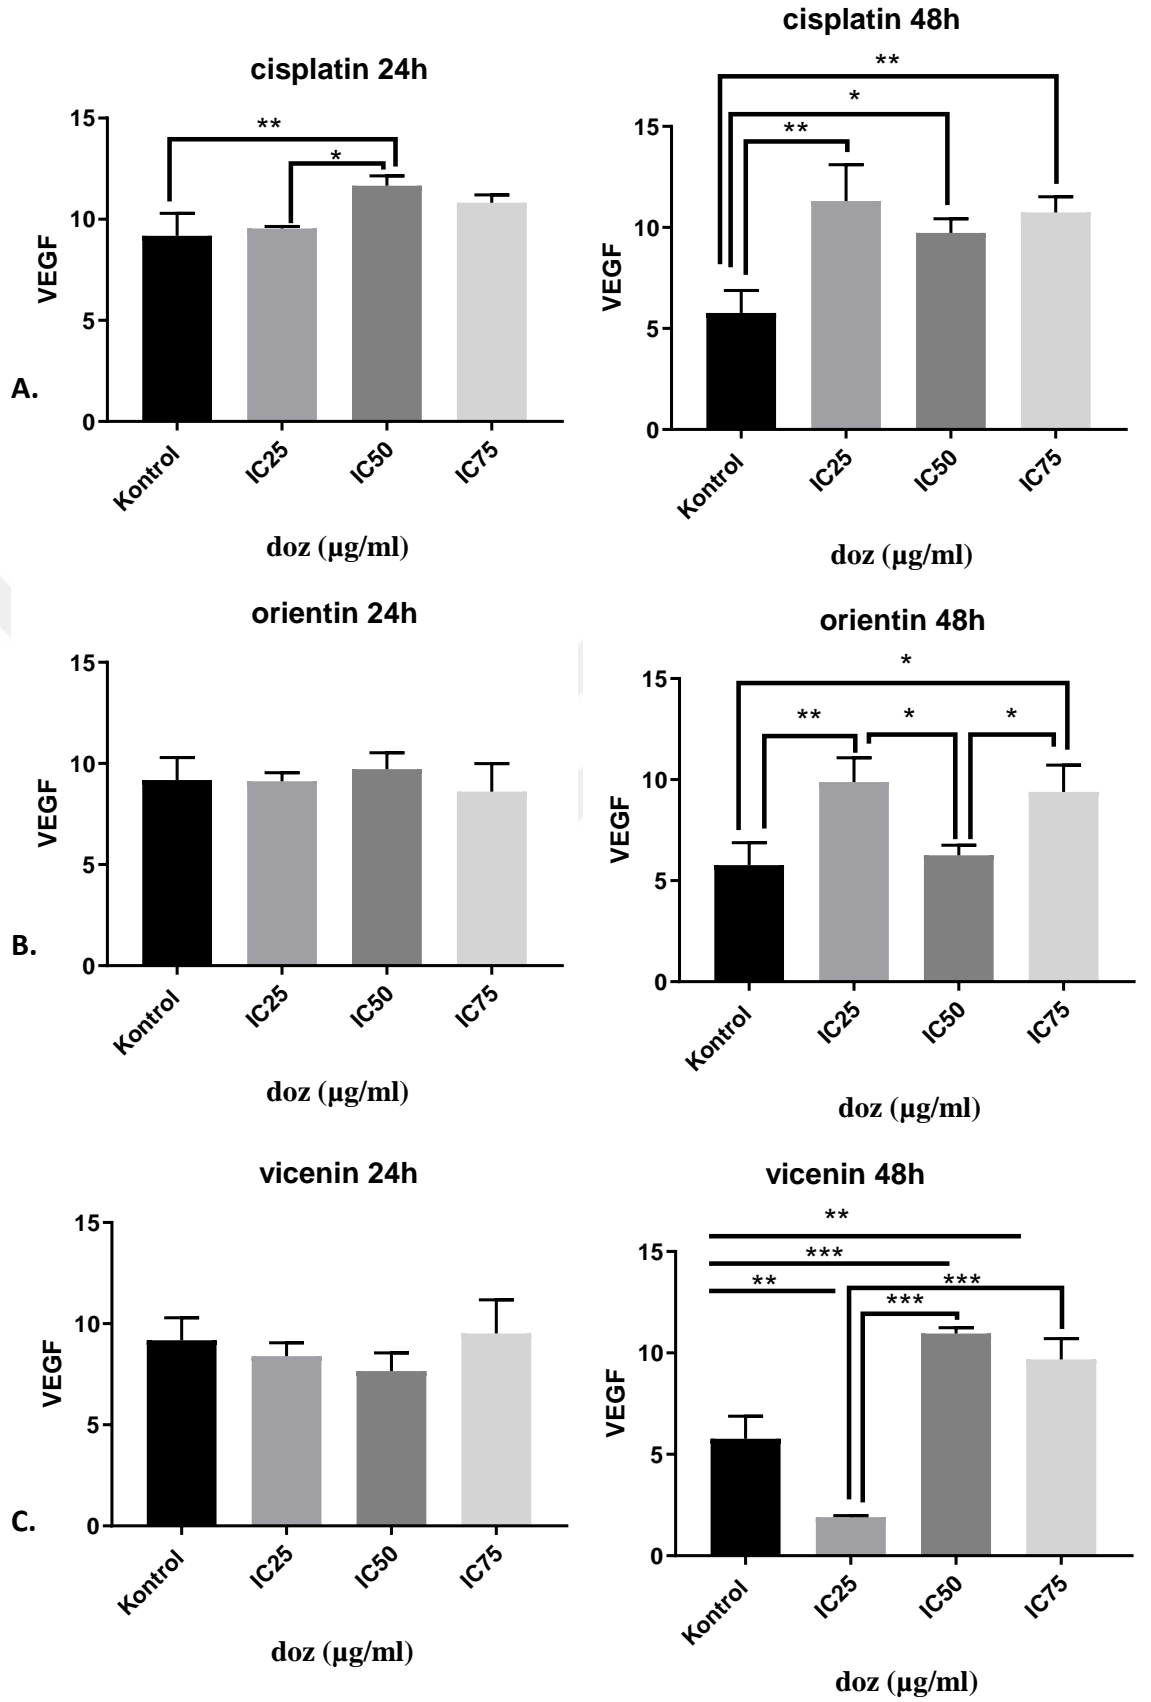 cisplatin 24h
**
*
15
10
5
0
VEGF
Kontrol
IC25
IC50
IC75
doz (µg/ml)
cisplatin 48h
**
*
**
15
10
5
0
VEGF
Kontrol
IC25
IC50
IC75
doz (µg/ml)
A.
orientin 24h
15
10
5
0
VEGF
Kontrol
IC25
IC50
IC75
doz (µg/ml)
orientin 48h
*
**
*
*
15
10
5
0
VEGF
Kontrol
IC25
IC50
IC75
doz (µg/ml)
B.
vicenin 24h
15
10
5
0
VEGF
Kontrol
IC25
IC50
IC75
doz (µg/ml)
vicenin 48h
**
***
**
***
***
15
10
5
0
VEGF
Kontrol
IC25
IC50
IC75
doz (µg/ml)
C.